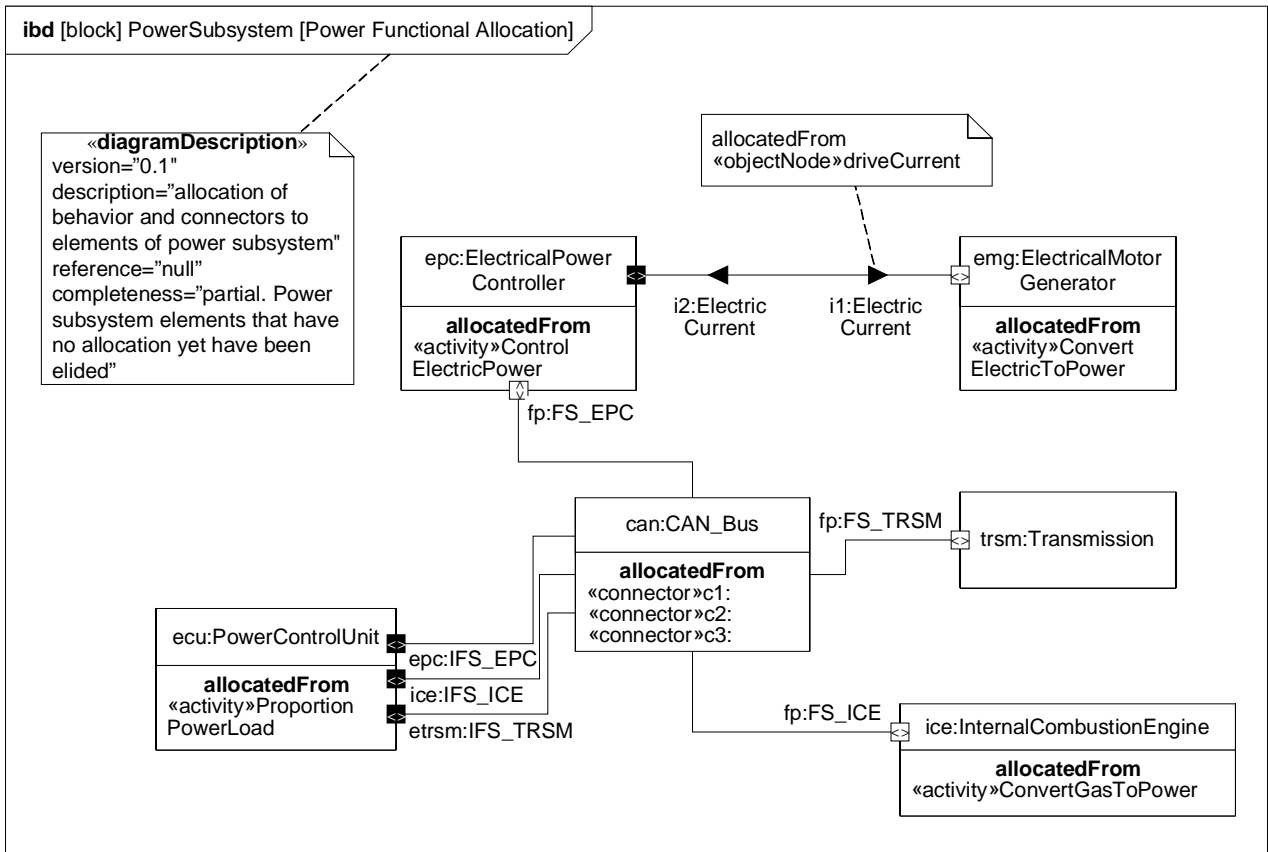 ibd [block] PowerSubsystem [Power Functional Allocation]
«diagramDescription»
version=”0.1"
description=”allocation of
behavior and connectors to
elements of power subsystem"
reference=”null”
completeness=”partial. Power
subsystem elements that have
no allocation yet have been
elided”
allocatedFrom
«objectNode»driveCurrent
epc:ElectricalPower
Controller
allocatedFrom
«activity»Control
ElectricPower
i2:Electric
Current
i1:Electric
Current
emg:ElectricalMotor
Generator
allocatedFrom
«activity»Convert
ElectricToPower
fp:FS_EPC
can:CAN_Bus
allocatedFrom
«connector»c1:
«connector»c2:
«connector»c3:
fp:FS_TRSM
trsm:Transmission
ecu:PowerControlUnit
allocatedFrom
«activity»Proportion
PowerLoad
epc:IFS_EPC
ice:IFS_ICE
etrsm:IFS_TRSM
fp:FS_ICE
ice:InternalCombustionEngine
allocatedFrom
«activity»ConvertGasToPower